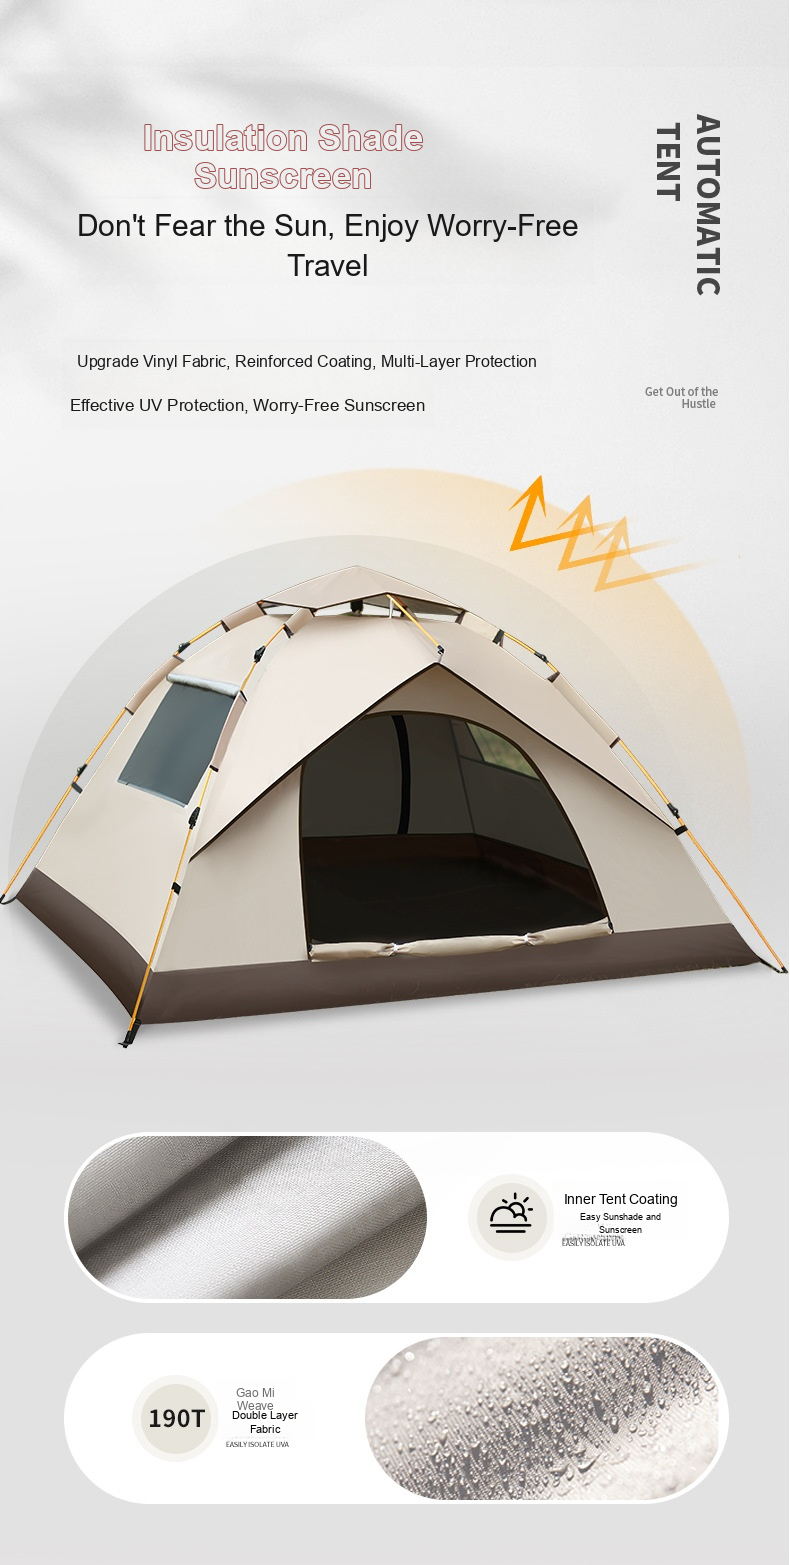 Insulation Shade
Sunscreen
Don't Fear the Sun, Enjoy Worry-Free
Travel
AUTOMATIC
TENT
Upgrade Vinyl Fabric, Reinforced Coating, Multi-Layer Protection
Effective UV Protection, Worry-Free Sunscreen
Get Out of the
Hustle
Inner Tent Coating
Easy Sunshade and
Sunscreen
EASILY ISOLATE UVA
190T
Gao Mi
Weave
Double Layer
Fabric
EASILY ISOLATE UVA